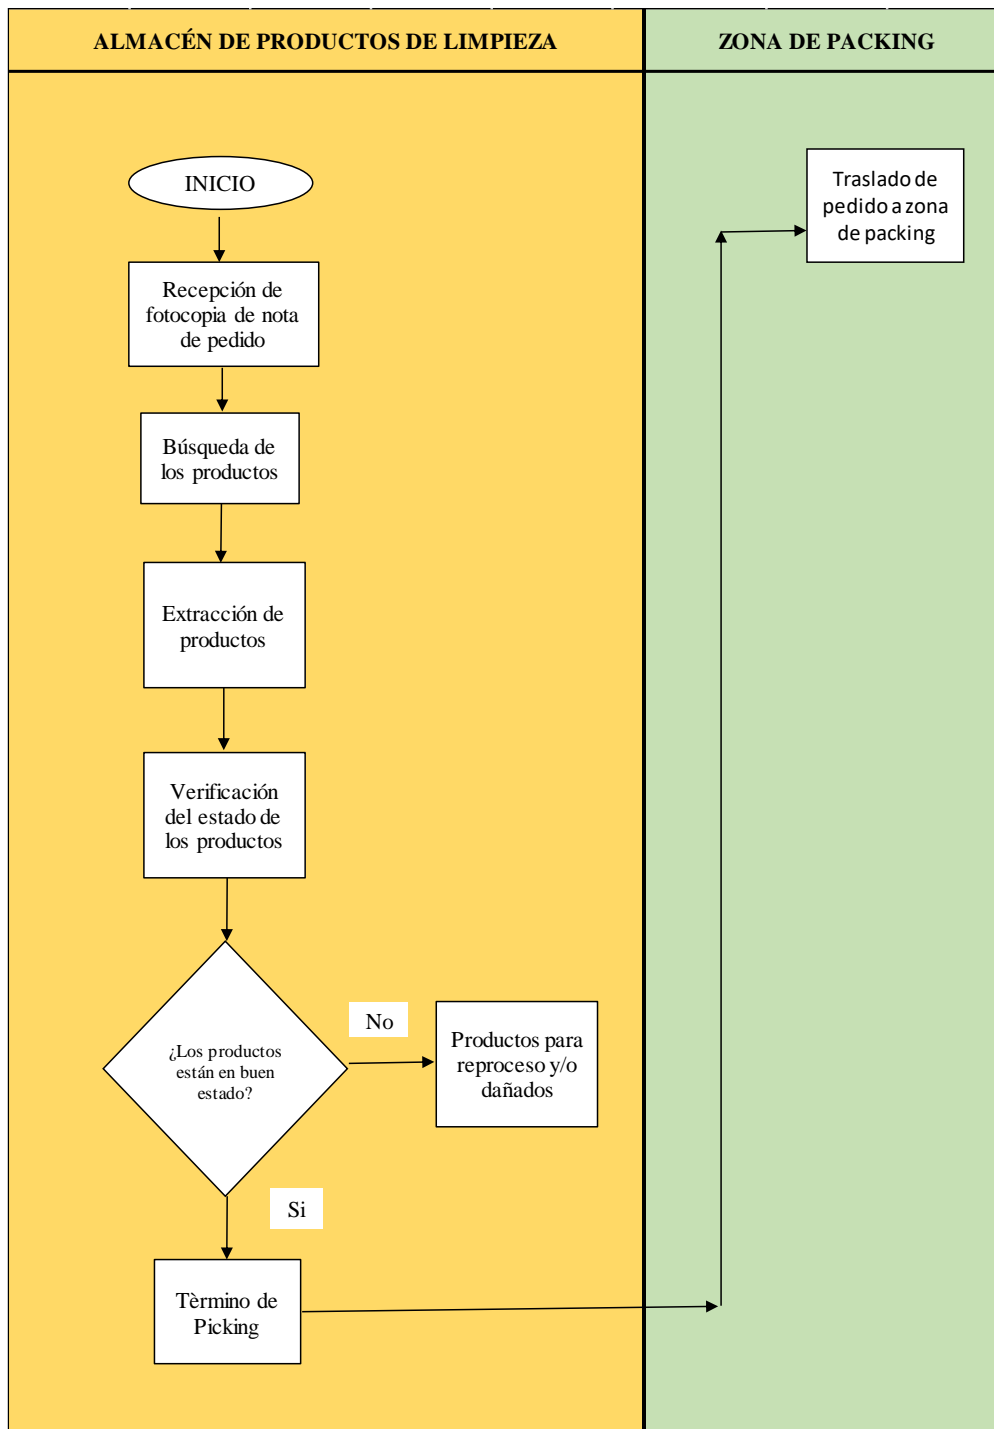 ALMACÉN DE PRODUCTOS DE LIMPIEZA
ZONA DE PACKING
INICIO
Recepción de
fotocopia de nota
de pedido
Búsqueda de
los productos
Extracción de
productos
Verificación
del estado de
los productos
¿Los productos
están en buen
estado?
No
Productos para
reproceso y/o
dañados
Si
Tèrmino de
Picking
Traslado de
pedido a zona
de packing